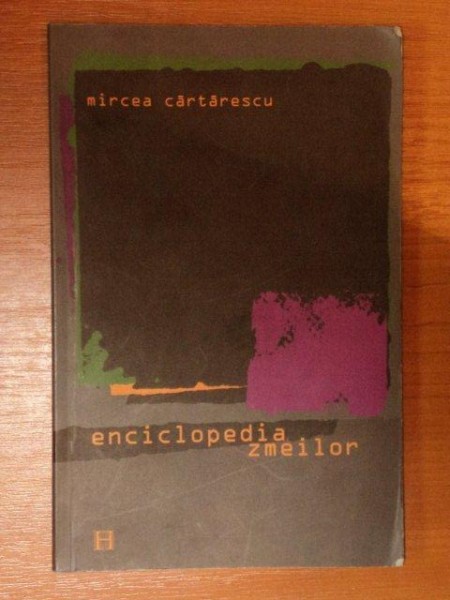 mircea cărtărescu
enciclopedia
zmeilor
H